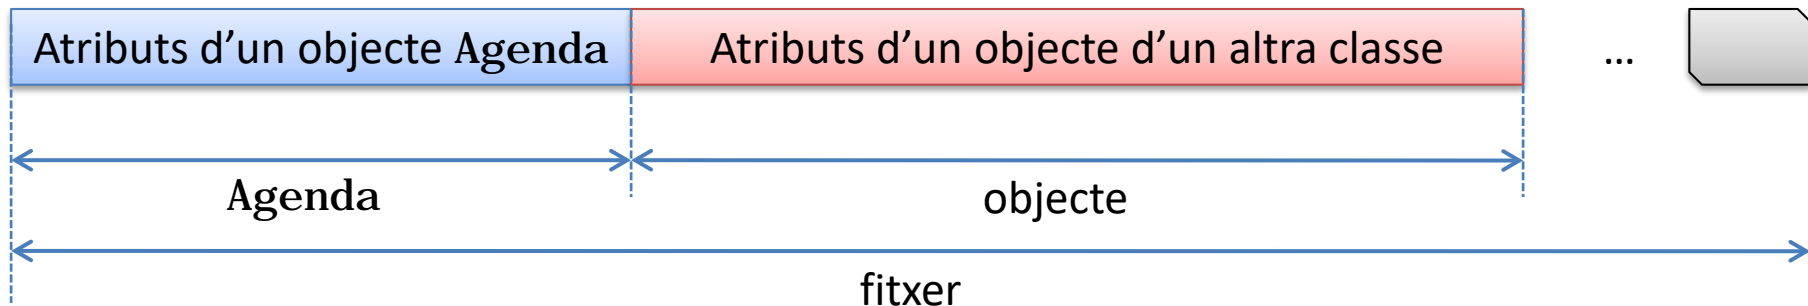 Atributs d’un objecte Agenda
Atributs d’un objecte d’un altra classe
...
Agenda
objecte
fitxer